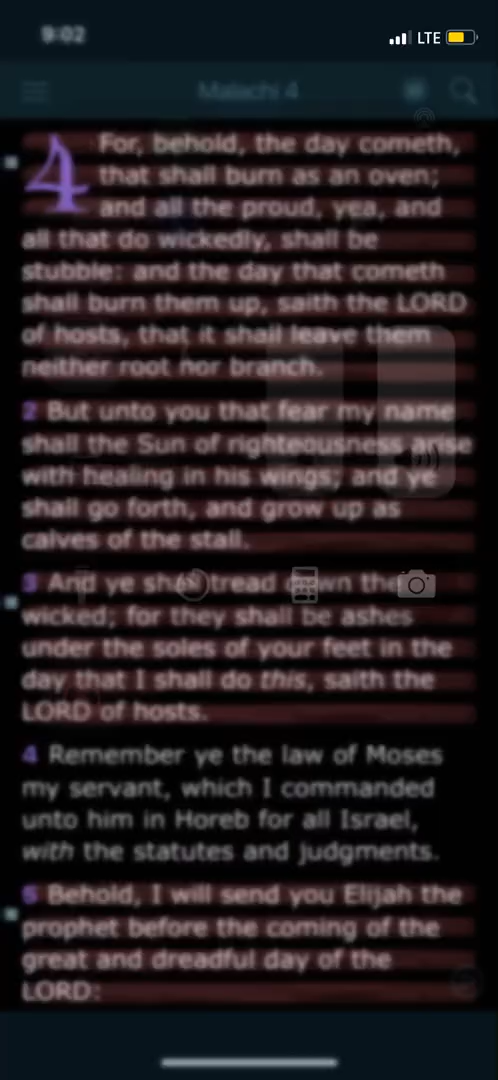 9:02
LTE
Malachi 4
4 For, behold, the day cometh,
that shall burn as an oven;
and all the proud, yea, and
all that do wickedly, shall be
stubble: and the day that cometh
shall burn them up, saith the LORD
of hosts, that it shall leave them
neither root nor branch.
2 But unto you that fear my name
shall the Sun of righteousness arise
with healing in his wings; and ye
shall go forth, and grow up as
calves of the stall.
3 And ye shall tread down the
wicked; for they shall be ashes
under the soles of your feet in the
day that I shall do this, saith the
LORD of hosts.
4 Remember ye the law of Moses
my servant, which I commanded
unto him in Horeb for all Israel,
with the statutes and judgments.
5 Behold, I will send you Elijah the
prophet before the coming of the
great and dreadful day of the
LORD: